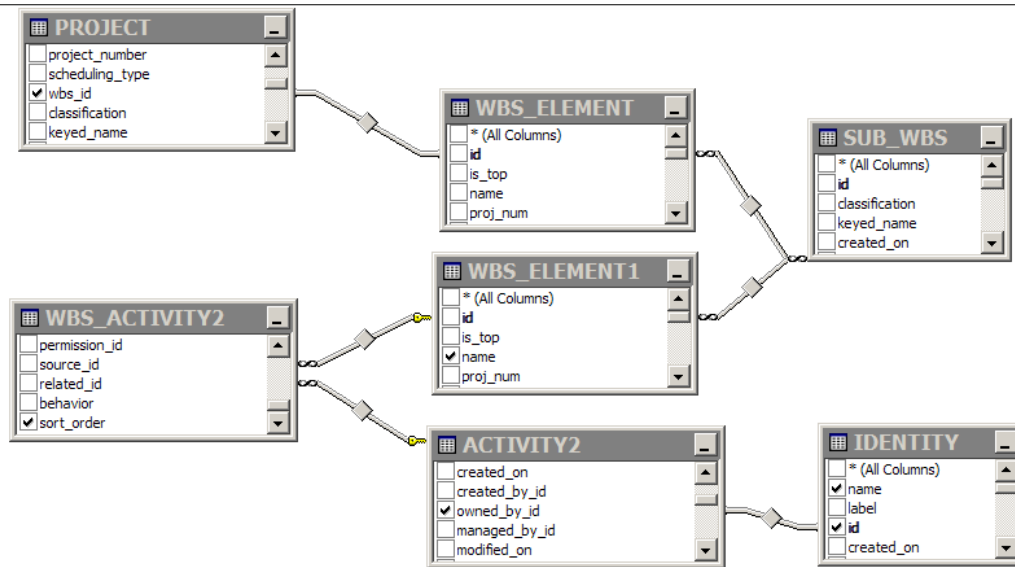 PROJECT
project_number
scheduling_type
wbs_id
classification
keyed_name
WBS_ELEMENT
* (All Columns)
id
is_top
name
proj_num
SUB_WBS
* (All Columns)
id
classification
keyed_name
created_on
WBS_ELEMENT1
* (All Columns)
id
is_top
name
proj_num
WBS_ACTIVITY2
permission_id
source_id
related_id
behavior
sort_order
ACTIVITY2
created_on
created_by_id
owned_by_id
managed_by_id
modified_on
IDENTITY
* (All Columns)
name
label
id
created_on